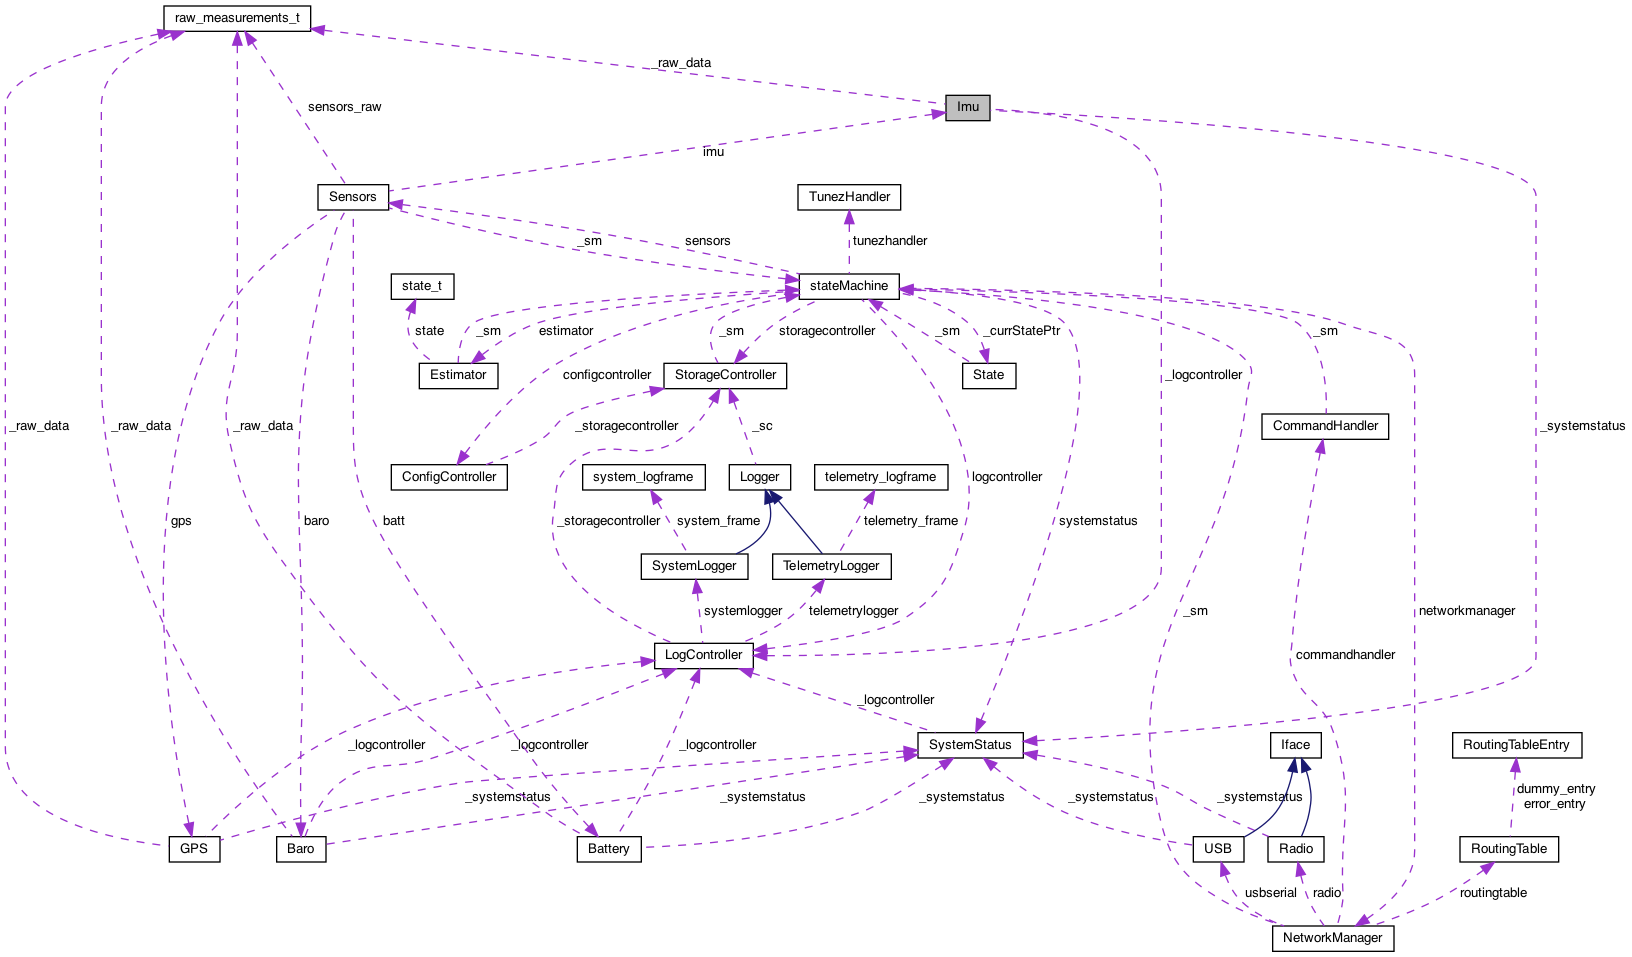 raw_measurements_t
_raw_data
Imu
sensors_raw
imu
Sensors
TunezHandler
_sm
sensors
tunezhandler
state_t
stateMachine
state
_sm
estimator
_sm
storagecontroller
_sm
_currStatePtr
_sm
Estimator
configcontroller
StorageController
State
_logcontroller
_raw_data
_raw_data
_raw_data
_storagecontroller
_sc
CommandHandler
_systemstatus
ConfigController
system_logframe
Logger
telemetry_logframe
logcontroller
gps
baro
batt
_storagecontroller
system_frame
telemetry_frame
systemstatus
SystemLogger
TelemetryLogger
systemlogger
telemetrylogger
_sm
networkmanager
LogController
commandhandler
_logcontroller
_logcontroller
_logcontroller
_logcontroller
SystemStatus
Iface
RoutingTableEntry
_systemstatus
_systemstatus
_systemstatus
_systemstatus
_systemstatus
dummy_entry
error_entry
GPS
Baro
Battery
USB
Radio
RoutingTable
usbserial
radio
routingtable
NetworkManager